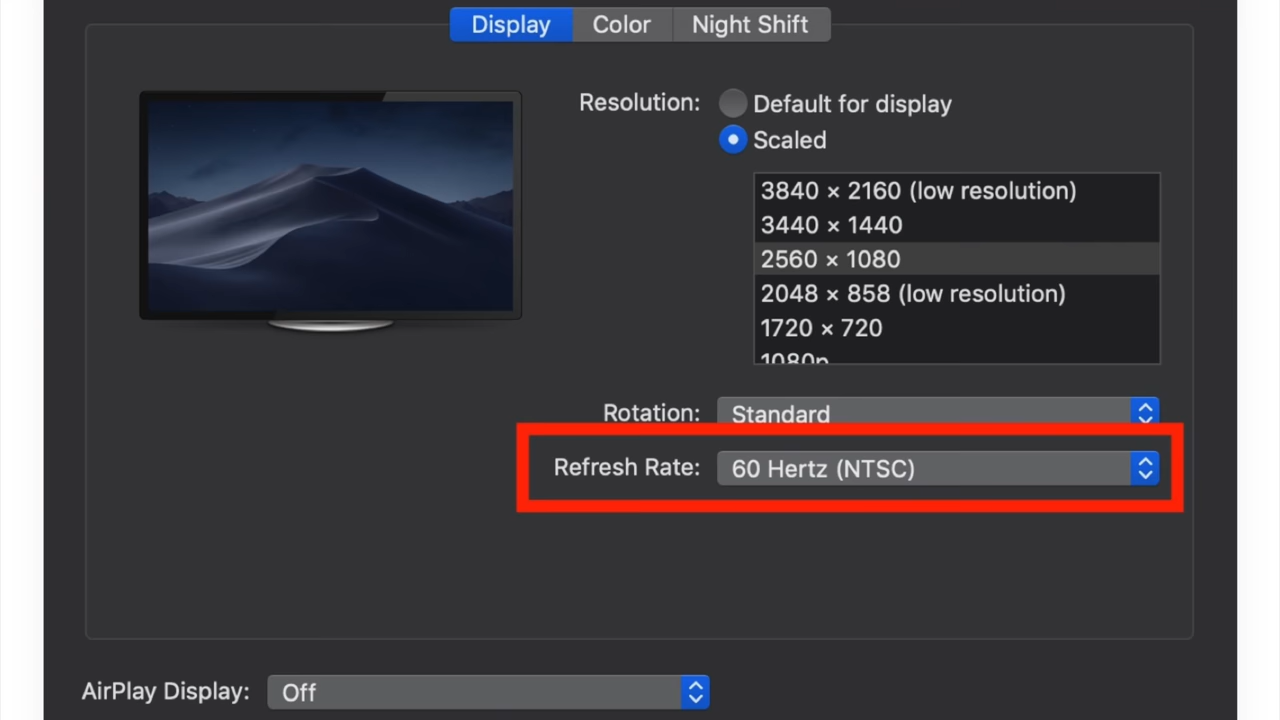 Display Color Night Shift
Resolution: Default for display
Scaled
3840 × 2160 (low resolution)
3440 × 1440
2560 × 1080
2048 × 858 (low resolution)
1720 × 720
1080p
Rotation: Standard
Refresh Rate: 60 Hertz (NTSC)
AirPlay Display: Off